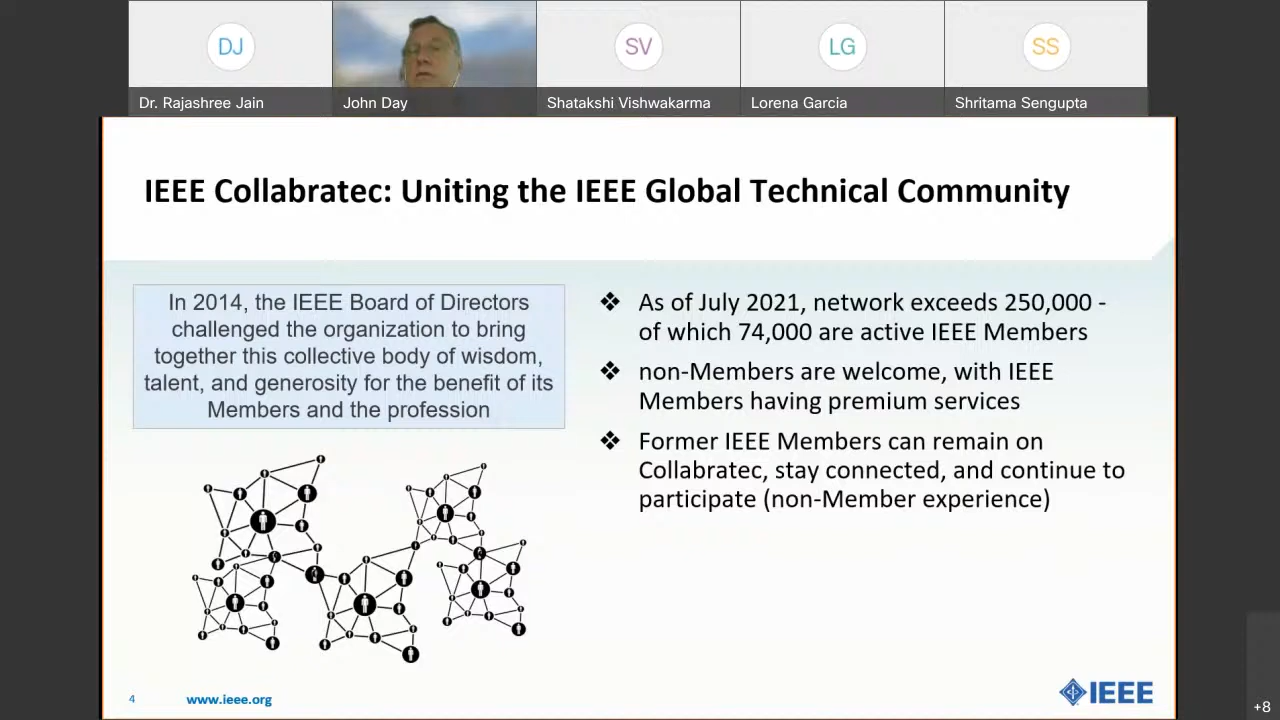 DJ
SV
LG
SS
Dr. Rajashree Jain
John Day
Shatakshi Vishwakarma
Lorena Garcia
Shritama Sengupta
IEEE Collabratec: Uniting the IEEE Global Technical Community
In 2014, the IEEE Board of Directors
challenged the organization to bring
together this collective body of wisdom,
talent, and generosity for the benefit of its
Members and the profession
❖ As of July 2021, network exceeds 250,000 -
of which 74,000 are active IEEE Members
❖ non-Members are welcome, with IEEE
Members having premium services
❖ Former IEEE Members can remain on
Collabratec, stay connected, and continue to
participate (non-Member experience)
4
www.ieee.org
IEEE
+8